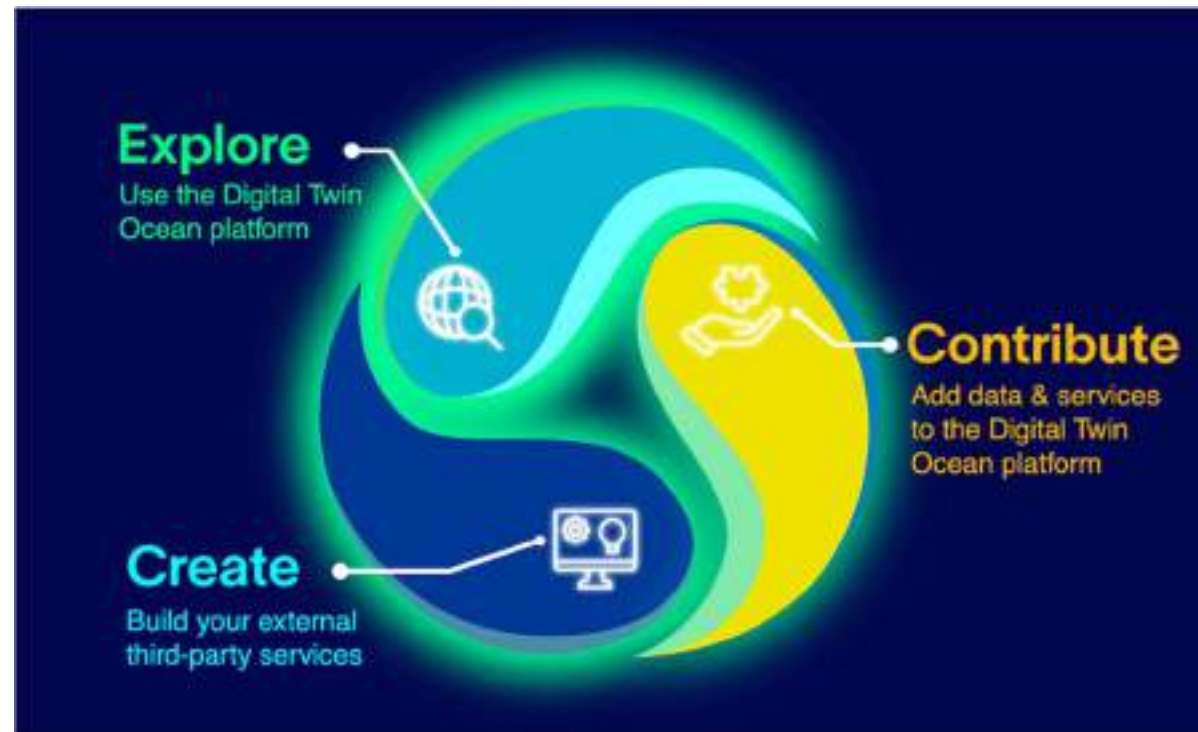 Explore
Use the Digital Twin
Ocean platform
Contribute
Add data & services
to the Digital Twin
Ocean platform
Create
Build your external
third-party services